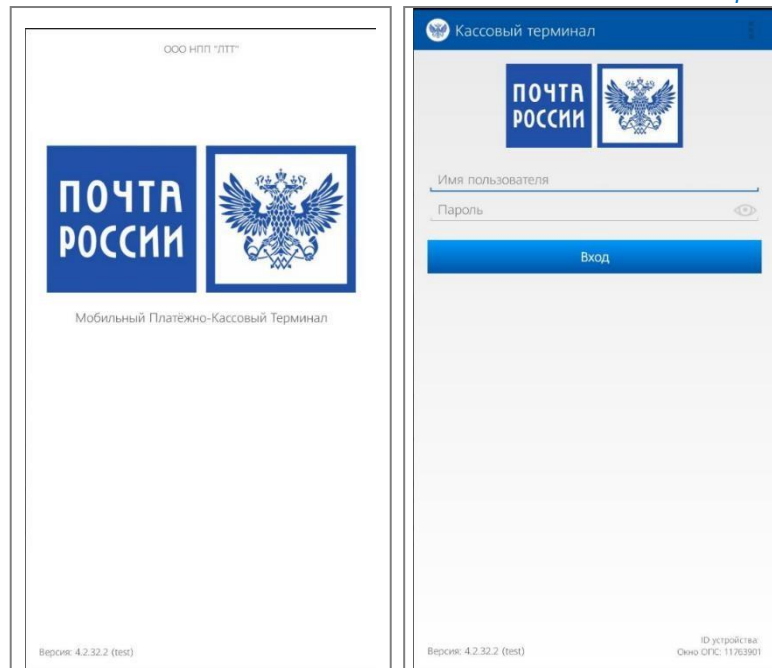 ООО НПП "ЛТТ"
ПОЧТА
РОССИИ
Мобильный Платёжно-Кассовый Терминал
Версия: 4.2.32.2 (test)
Кассовый терминал
ПОЧТА
РОССИИ
Имя пользователя
Пароль
Вход
Версия: 4.2.32.2 (test)
ID устройства:
Окно ОПС: 11763901